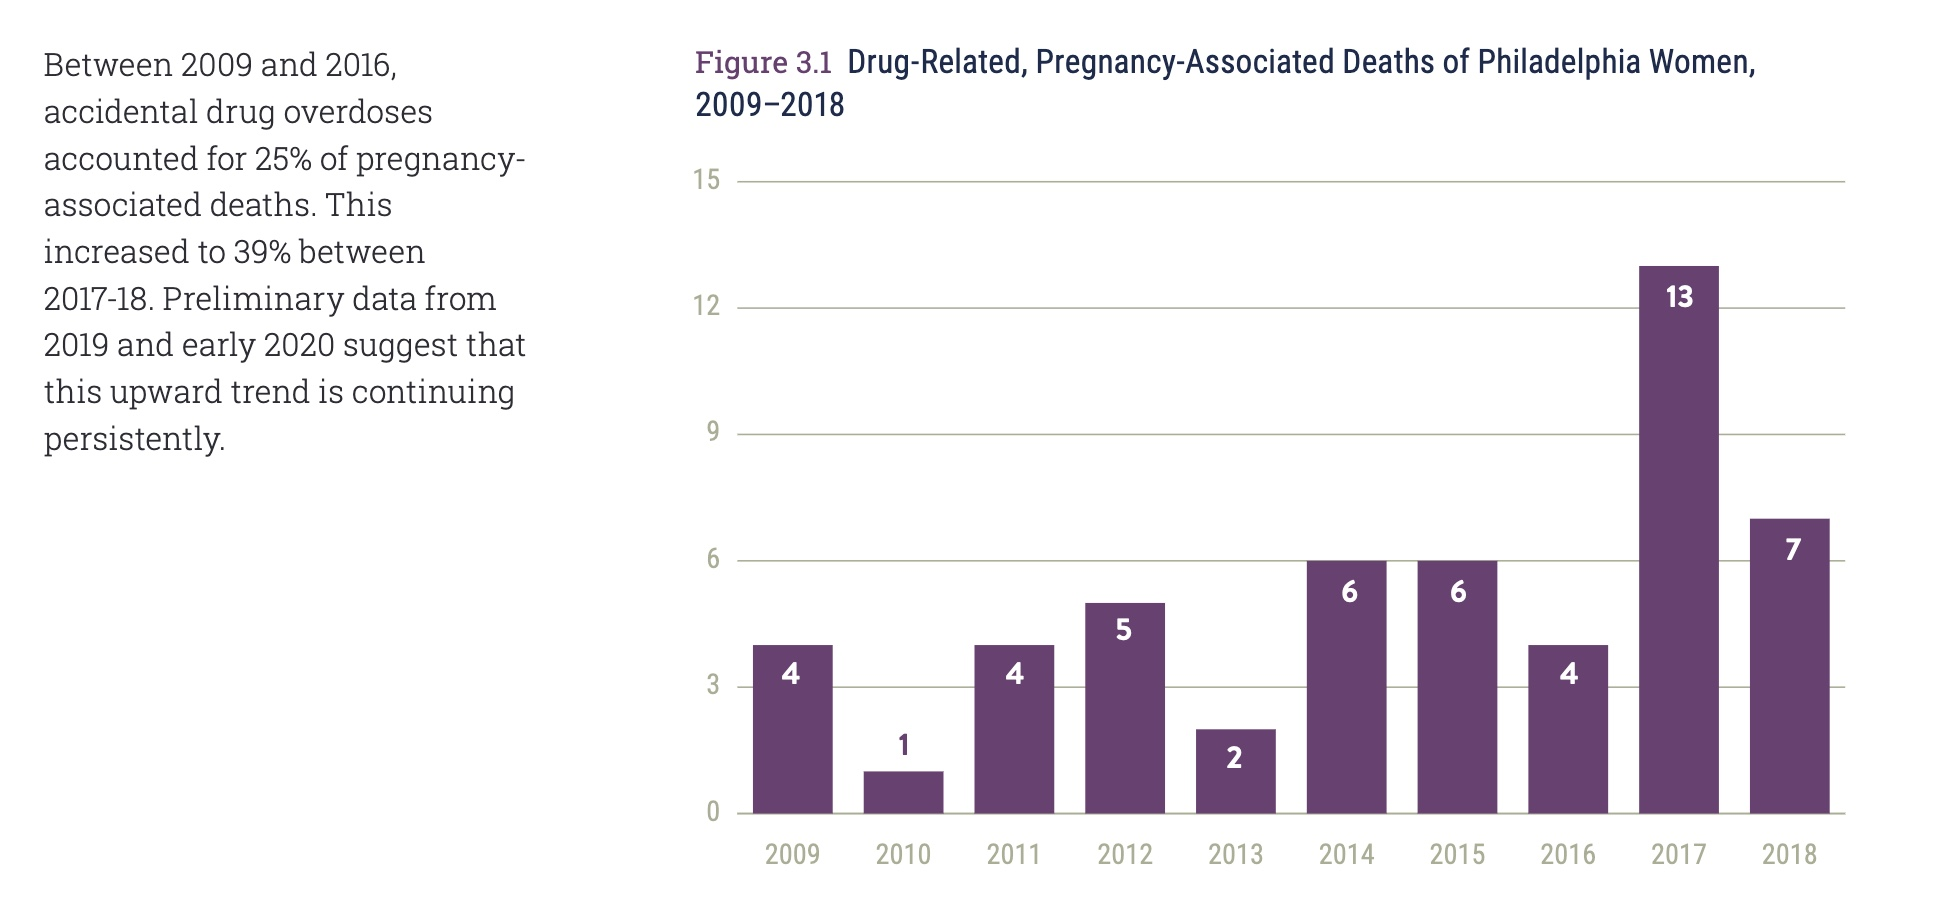 Between 2009 and 2016,
accidental drug overdoses
accounted for 25% of pregnancy-
associated deaths. This
increased to 39% between
2017-18. Preliminary data from
2019 and early 2020 suggest that
this upward trend is continuing
persistently.
Figure 3.1 Drug-Related, Pregnancy-Associated Deaths of Philadelphia Women,
2009–2018
15
12
9
6
3
0
4
1
4
5
2
6
6
4
13
7
2009 2010 2011 2012 2013 2014 2015 2016 2017 2018